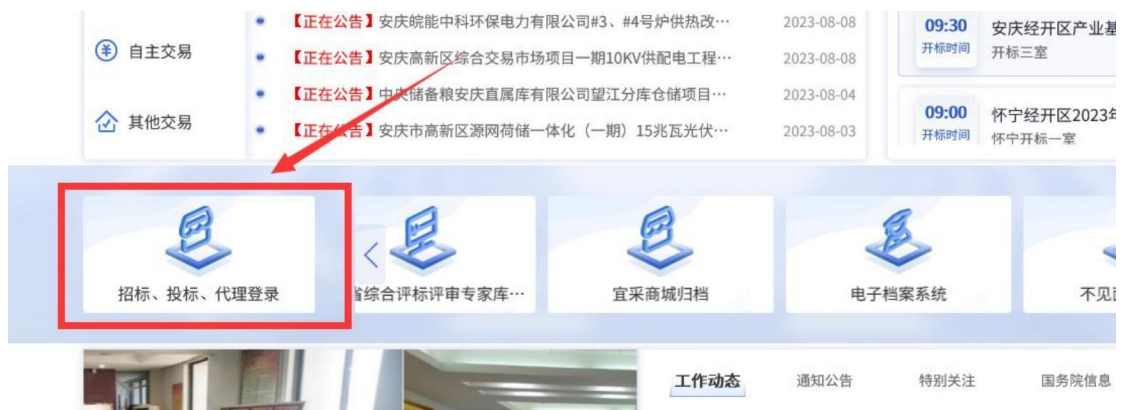 【正在公告】安庆皖能中科环保电力有限公司#3、#4号炉供热改… 2023-08-08
自主交易
【正在公告】安庆高新区综合交易市场项目一期10KV供配电工程… 2023-08-08
【正在公告】中央储备粮安庆直属库有限公司望江分库仓储项目… 2023-08-04
其他交易
【正在公告】安庆市高新区源网荷储一体化（一期）15兆瓦光伏… 2023-08-03
09:30 安庆经开区产业基
开标时间 开标三室
09:00 怀宁经开区2023年
开标时间 怀宁开标一室
招标、投标、代理登录
省综合评标评审专家库…
宜采商城归档
电子档案系统
不见面
工作动态 通知公告 特别关注 国务院信息